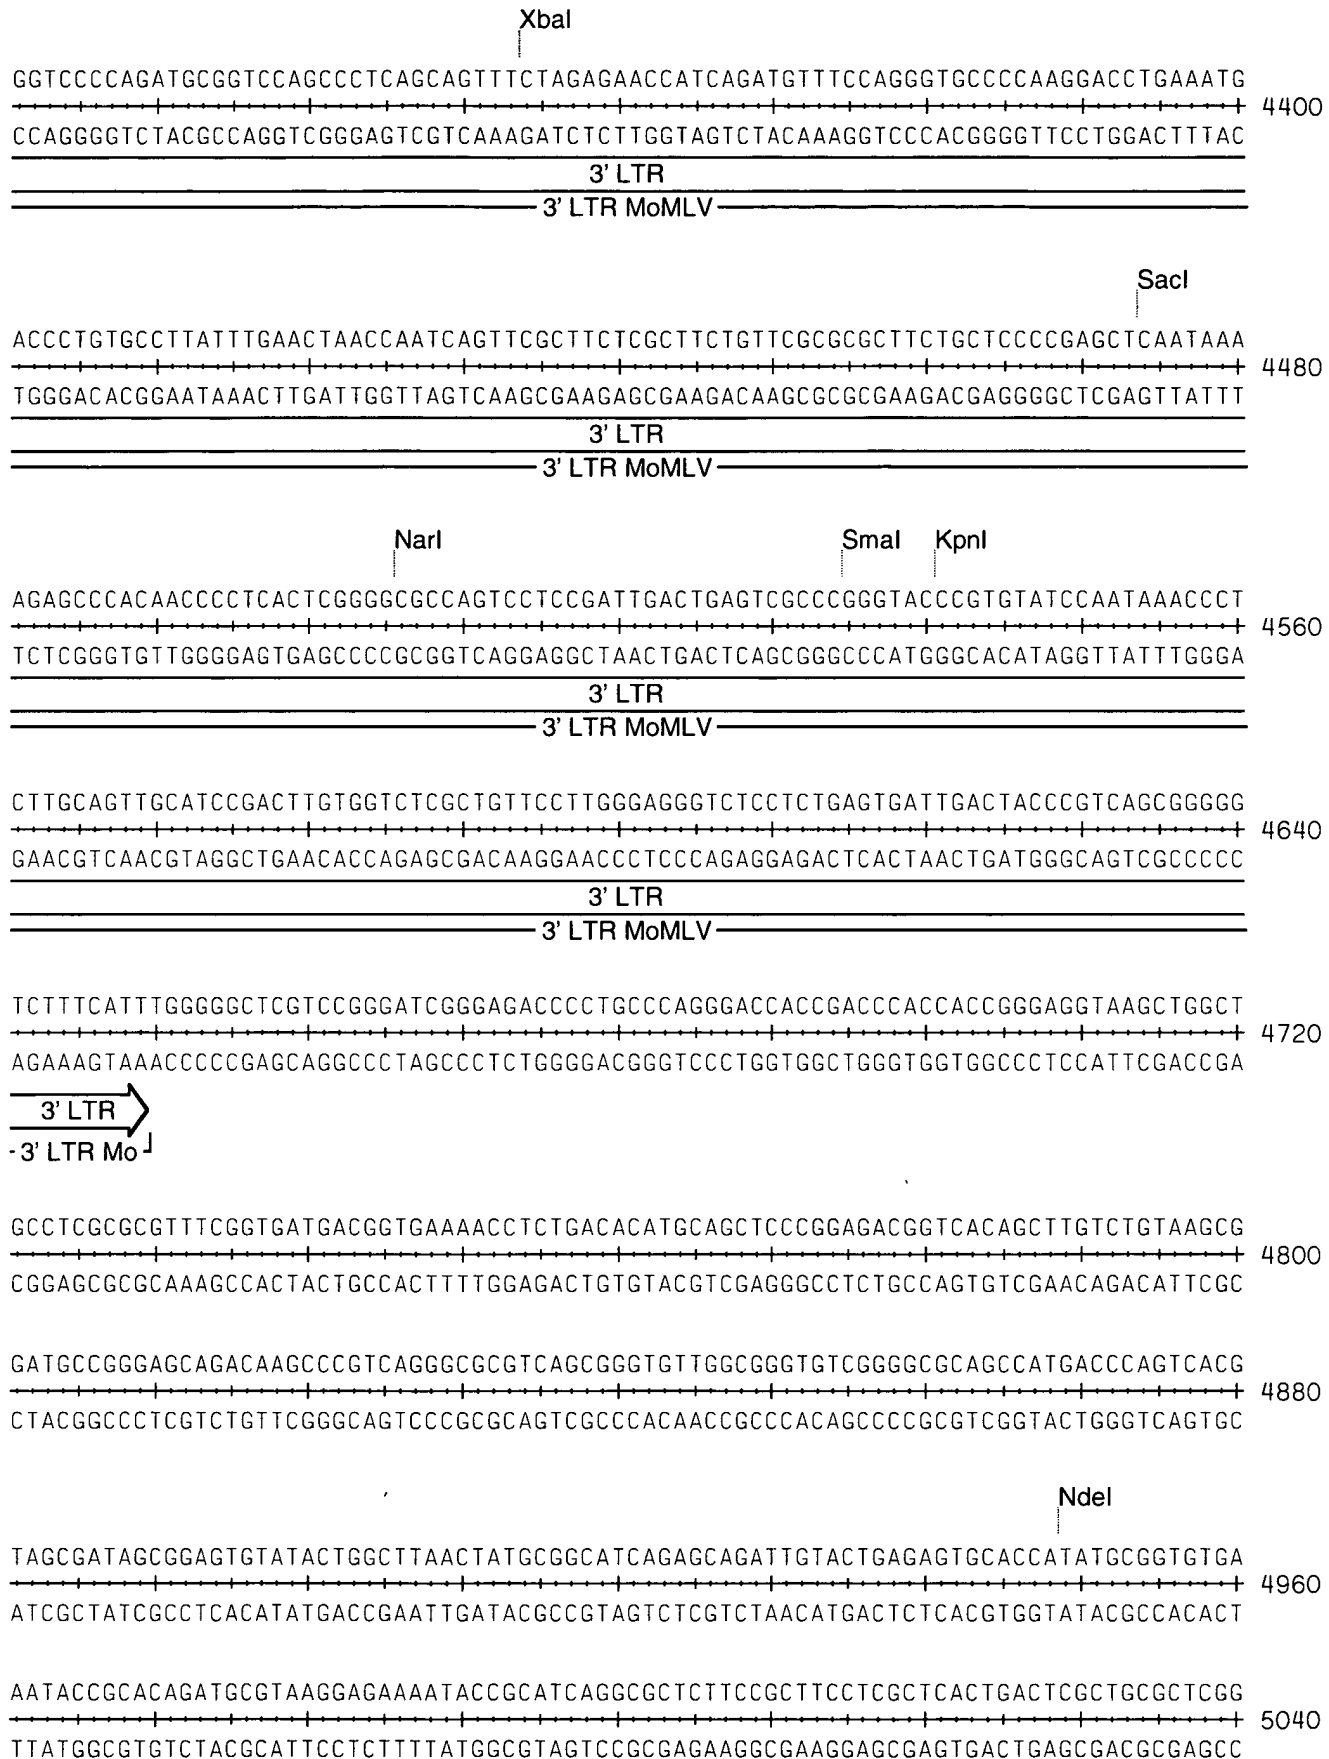 XbaI
GGTCCCCAGATGCGGTCCAGCCCTCAGCAGTTTCTAGAGAACCATCAGATGTTTCCAGGGTGCCCCAAGGACCTGAAATG
4400
CCAGGGGTCTACGCCAGGTCGGGAGTCGTCAAAGATCTCTTGGTAGTCTACAAAGGTCCCACGGGGTTCCTGGACTTTAC
3' LTR
3' LTR MoMLV
SacI
ACCCTGTGCCTTATTTGAACTAACCAATCAGTTCGCTTCTCGCTTCTGTTCGCGCGCTTCTGCTCCCCGAGCTCAATAAA
4480
TGGGACACGGAATAAACTTGATTGGTTAGTCAAGCGAAGAGCGAAGACAAGCGCGCGAAGACGAGGGGCTCGAGTTATTT
3' LTR
3' LTR MoMLV
NarI SmaI KpnI
AGAGCCCACAACCCCTCACTCGGGGCGCCAGTCCTCCGATTGACTGAGTCGCCCGGGTACCCGTGTATCCAATAAACCCT
4560
TCTCGGGTGTTGGGGAGTGAGCCCCGCGGTCAGGAGGCTAACTGACTCAGCGGGCCCATGGGCACATAGGTTATTTGGGA
3' LTR
3' LTR MoMLV
CTTGCAGTTGCATCCGACTTGTGGTCTCGCTGTTCCTTGGGAGGGTCTCCTCTGAGTGATTGACTACCCGTCAGCGGGGG
4640
GAACGTCAACGTAGGCTGAACACCAGAGCGACAAGGAACCCTCCCAGAGGAGACTCACTAACTGATGGGCAGTCGCCCCC
3' LTR
3' LTR MoMLV
TCTTTCATTTGGGGGCTCGTCCGGGATCGGGAGACCCCTGCCCAGGGACCACCGACCCACCACCGGGAGGTAAGCTGGCT
4720
AGAAAGTAAACCCCCGAGCAGGCCCTAGCCCTCTGGGGACGGGTCCCTGGTGGCTGGGTGGTGGCCCTCCATTCGACCGA
3' LTR
3' LTR Mo
GCCTCGCGCGTTTCGGTGATGACGGTGAAAACCTCTGACACATGCAGCTCCCGGAGACGGTCACAGCTTGTCTGTAAGCG
4800
CGGAGCGCGCAAAGCCACTACTGCCACTTTTGGAGACTGTGTACGTCGAGGGCCTCTGCCAGTGTCGAACAGACATTCGC
GATGCCGGGAGCAGACAAGCCCGTCAGGGCGCGTCAGCGGGTGTTGGCGGGTGTCGGGGCGCAGCCATGACCCAGTCACG
4880
CTACGGCCCTCGTCTGTTCGGGCAGTCCCGCGCAGTCGCCCACAACCGCCCACAGCCCCGCGTCGGTACTGGGTCAGTGC
NdeI
TAGCGATAGCGGAGTGTATACTGGCTTAACTATGCGGCATCAGAGCAGATTGTACTGAGAGTGCACCATATGCGGTGTGA
4960
ATCGCTATCGCCTCACATATGACCGAATTGATACGCCGTAGTCTCGTCTAACATGACTCTCACGTGGTATACGCCACACT
AATACCGCACAGATGCGTAAGGAGAAAATACCGCATCAGGCGCTCTTCCGCTTCCTCGCTCACTGACTCGCTGCGCTCGG
5040
TTATGGCGTGTCTACGCATTCCTCTTTTATGGCGTAGTCCGCGAGAAGGCGAAGGAGCGAGTGACTGAGCGACGCGAGCC